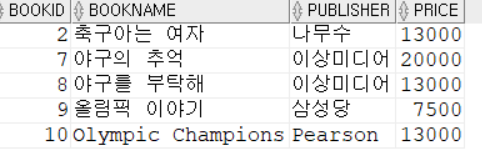 BOOKID BOOKNAME PUBLISHER PRICE
2 축구아는 여자 나무수 13000
7 야구의 추억 이상미디어 20000
8 야구를 부탁해 이상미디어 13000
9 올림픽 이야기 삼성당 7500
10 Olympic Champions Pearson 13000